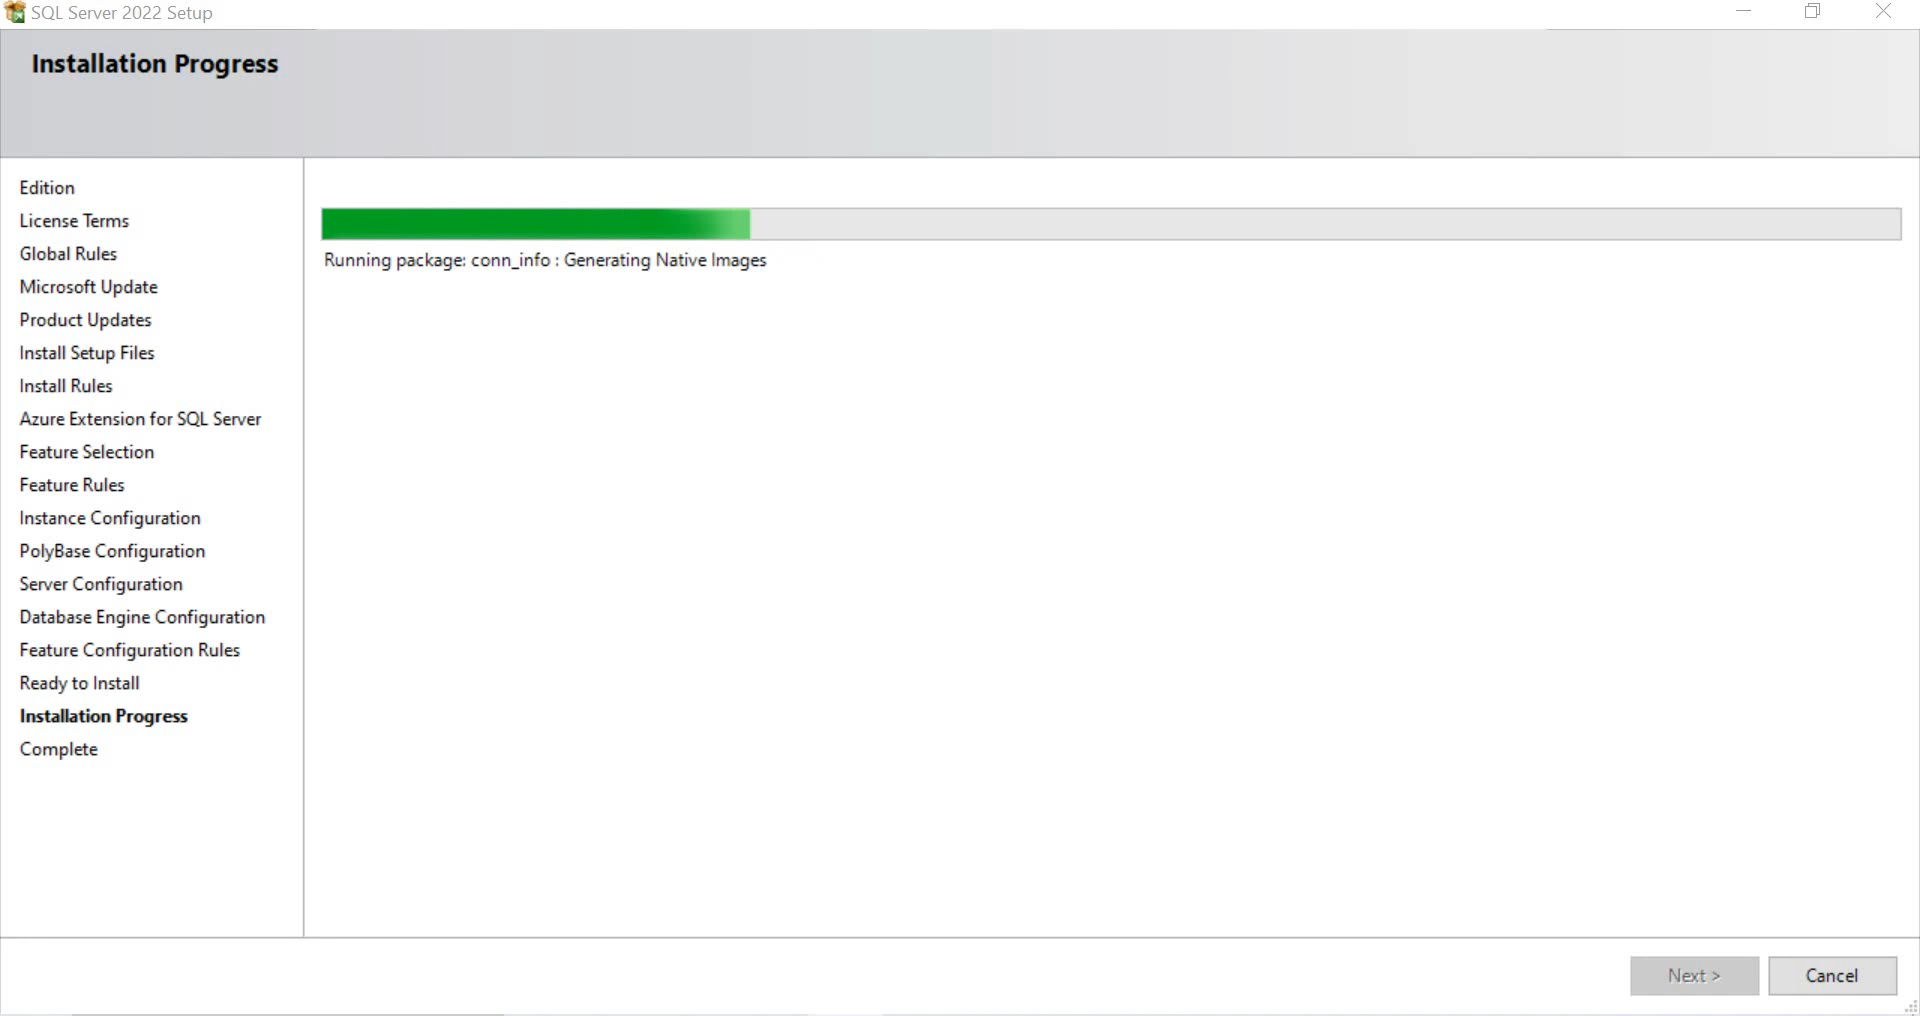 SQL Server 2022 Setup
Installation Progress
Edition
License Terms
Global Rules
Microsoft Update
Product Updates
Install Setup Files
Install Rules
Azure Extension for SQL Server
Feature Selection
Feature Rules
Instance Configuration
PolyBase Configuration
Server Configuration
Database Engine Configuration
Feature Configuration Rules
Ready to Install
Installation Progress
Complete
Running package: conn_info : Generating Native Images
Next >
Cancel